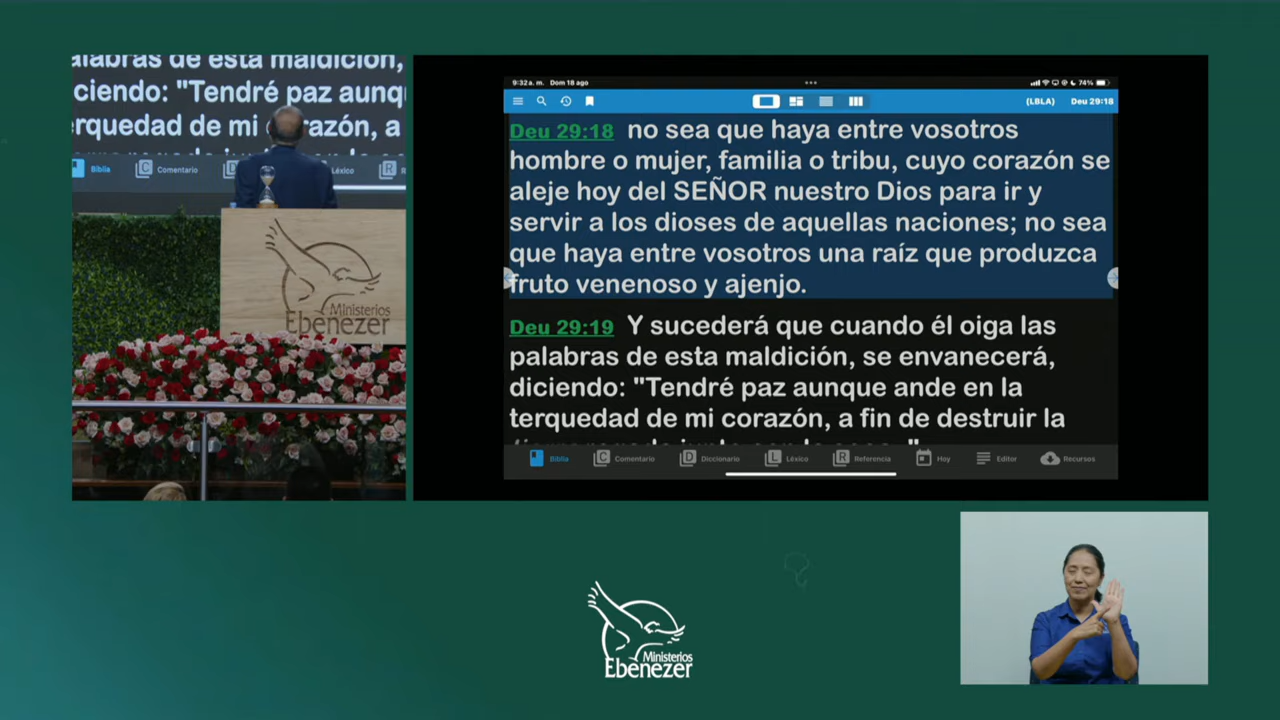 alabras de esta maldición,
ciendo: "Tendré paz aunq
rquedad de mi corazón, a
Biblia
Comentario
Léxico
Ministerios
Ebenezer
9:32 a. m. Dom 18 ago
74%
(LBLA) Deu 29:18
Deu 29:18 no sea que haya entre vosotros
hombre o mujer, familia o tribu, cuyo corazón se
aleje hoy del SEÑOR nuestro Dios para ir y
servir a los dioses de aquellas naciones; no sea
que haya entre vosotros una raíz que produzca
fruto venenoso y ajenjo.
Deu 29:19 Y sucederá que cuando él oiga las
palabras de esta maldición, se envanecerá,
diciendo: "Tendré paz aunque ande en la
terquedad de mi corazón, a fin de destruir la
Biblia C Comentario D Diccionario L Léxico R Referencia Hoy Editor Recursos
Ministerios
Ebenezer